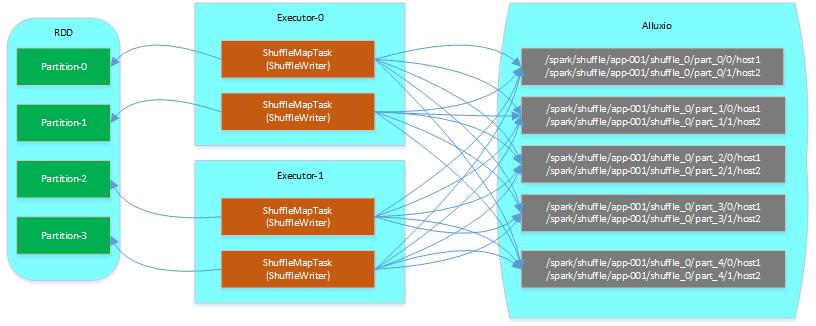 RDD
Partition-0
Partition-1
Partition-2
Partition-3
Executor-0
ShuffleMapTask
(ShuffleWriter)
ShuffleMapTask
(ShuffleWriter)
Executor-1
ShuffleMapTask
(ShuffleWriter)
ShuffleMapTask
(ShuffleWriter)
Alluxio
/spark/shuffle/app-001/shuffle_0/part_0/0/host1
/spark/shuffle/app-001/shuffle_0/part_0/1/host2
/spark/shuffle/app-001/shuffle_0/part_1/0/host1
/spark/shuffle/app-001/shuffle_0/part_1/1/host2
/spark/shuffle/app-001/shuffle_0/part_2/0/host1
/spark/shuffle/app-001/shuffle_0/part_2/1/host2
/spark/shuffle/app-001/shuffle_0/part_3/0/host1
/spark/shuffle/app-001/shuffle_0/part_3/1/host2
/spark/shuffle/app-001/shuffle_0/part_4/0/host1
/spark/shuffle/app-001/shuffle_0/part_4/1/host2